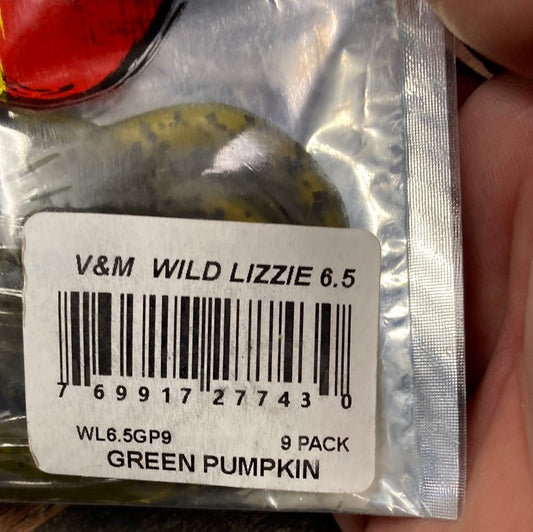 V&M WILD LIZZIE 6.5
7 69917 27743 0
WL6.5GP9 9 PACK
GREEN PUMPKIN